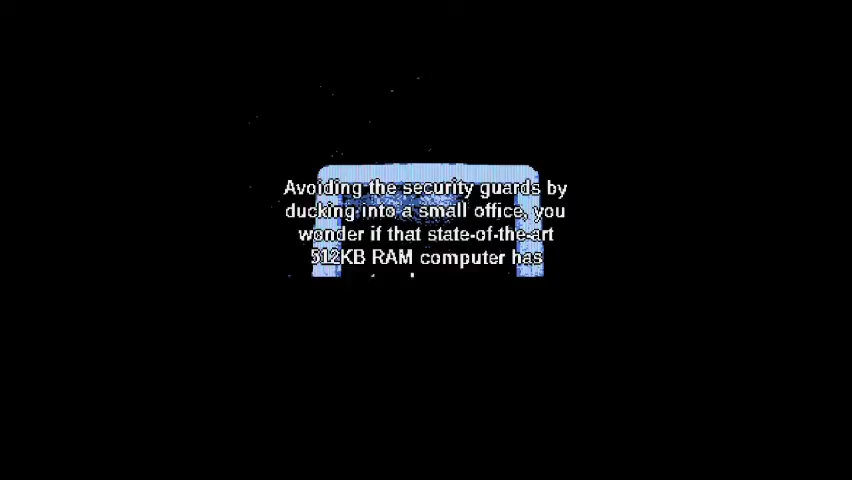 Avoiding the security guards by
ducking into a small office, you
wonder if that state-of-the-art
512KB RAM computer has